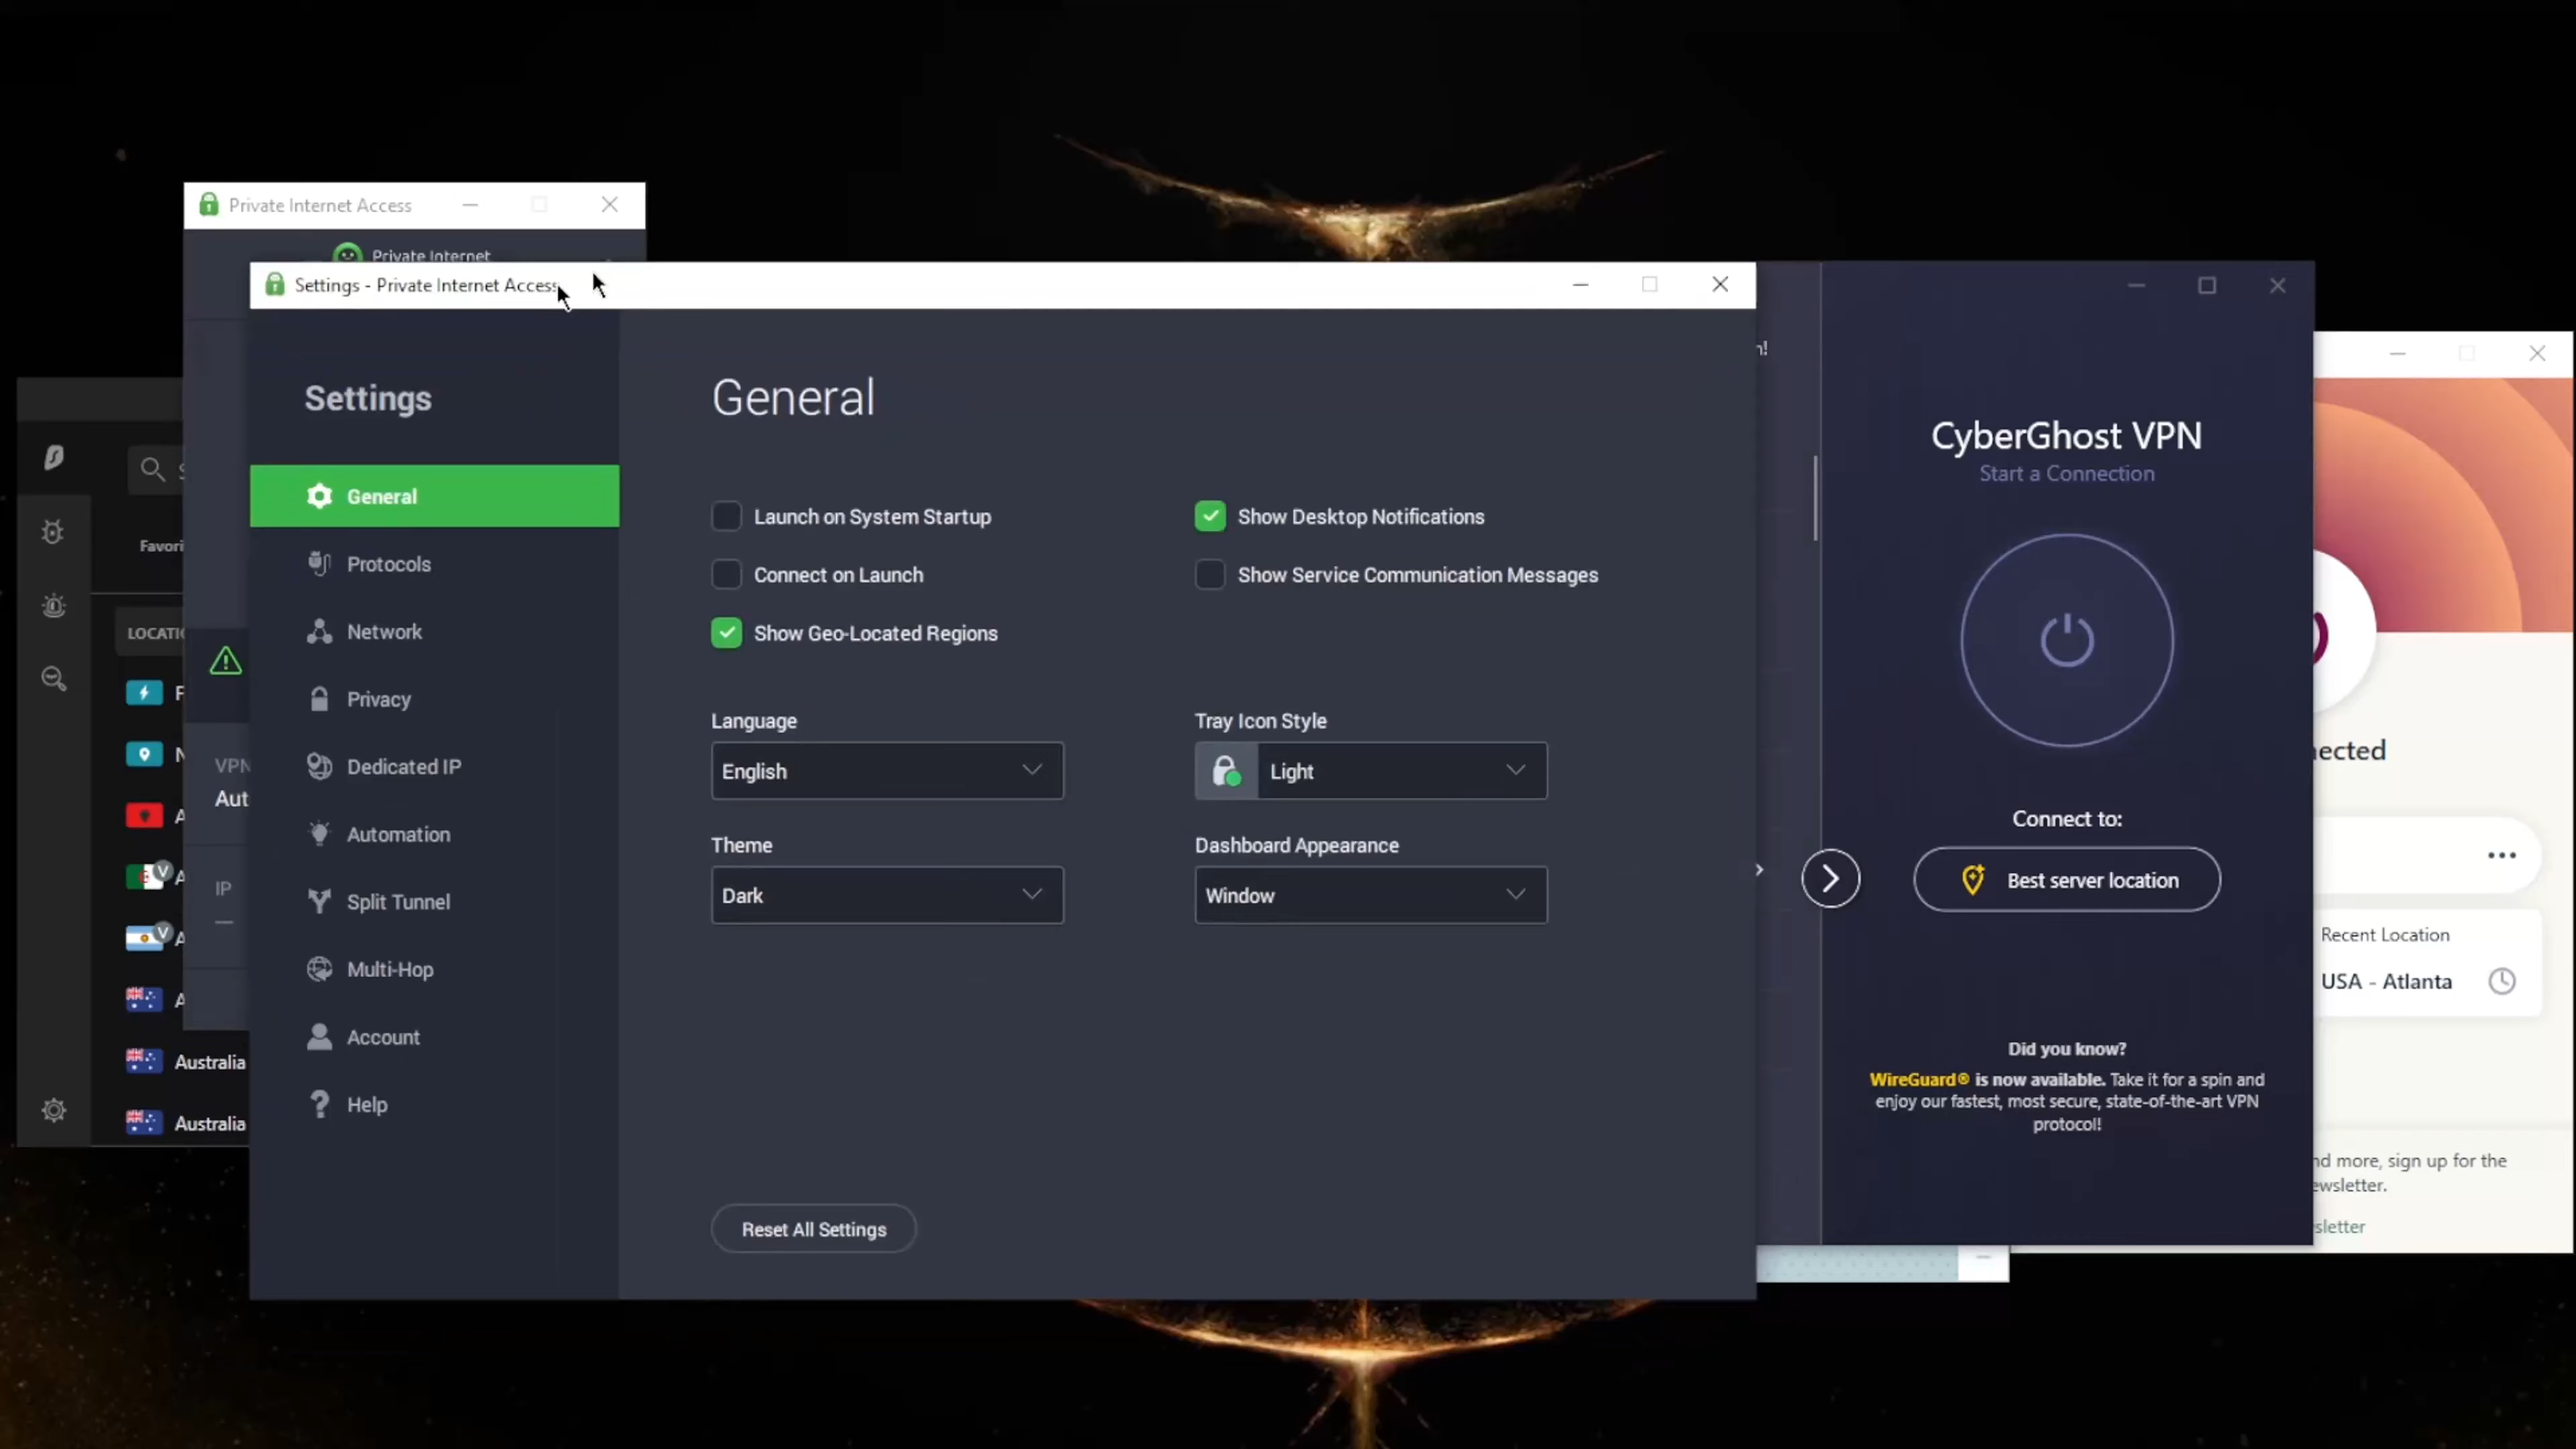 Private Internet Access
Private Internet
Settings - Private Internet Access
Settings
General
Protocols
Network
Privacy
Dedicated IP
Automation
Split Tunnel
Multi-Hop
Account
Help
General
Launch on System Startup
Show Desktop Notifications
Connect on Launch
Show Service Communication Messages
Show Geo-Located Regions
Language
Tray Icon Style
English
Light
Theme
Dashboard Appearance
Dark
Window
Reset All Settings
Favori
LOCATIO
F
N
A
A
A
A
Australia
Australia
VPN
Aut
IP
n!
CyberGhost VPN
Start a Connection
Connect to:
Best server location
Did you know?
WireGuard® is now available. Take it for a spin and
enjoy our fastest, most secure, state-of-the-art VPN
protocol!
nected
Recent Location
USA - Atlanta
nd more, sign up for the
ewsletter.
sletter